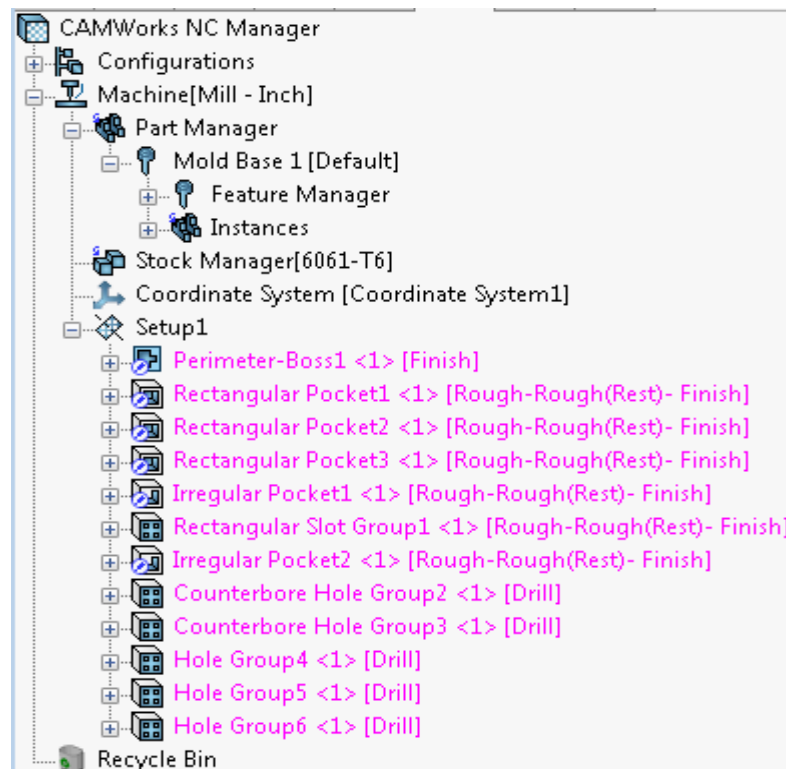 CAMWorks NC Manager
Configurations
Machine[Mill - Inch]
Part Manager
Mold Base 1 [Default]
Feature Manager
Instances
Stock Manager[6061-T6]
Coordinate System [Coordinate System1]
Setup1
Perimeter-Boss1 <1> [Finish]
Rectangular Pocket1 <1> [Rough-Rough(Rest)- Finish]
Rectangular Pocket2 <1> [Rough-Rough(Rest)- Finish]
Rectangular Pocket3 <1> [Rough-Rough(Rest)- Finish]
Irregular Pocket1 <1> [Rough-Rough(Rest)- Finish]
Rectangular Slot Group1 <1> [Rough-Rough(Rest)- Finish]
Irregular Pocket2 <1> [Rough-Rough(Rest)- Finish]
Counterbore Hole Group2 <1> [Drill]
Counterbore Hole Group3 <1> [Drill]
Hole Group4 <1> [Drill]
Hole Group5 <1> [Drill]
Hole Group6 <1> [Drill]
Recycle Bin